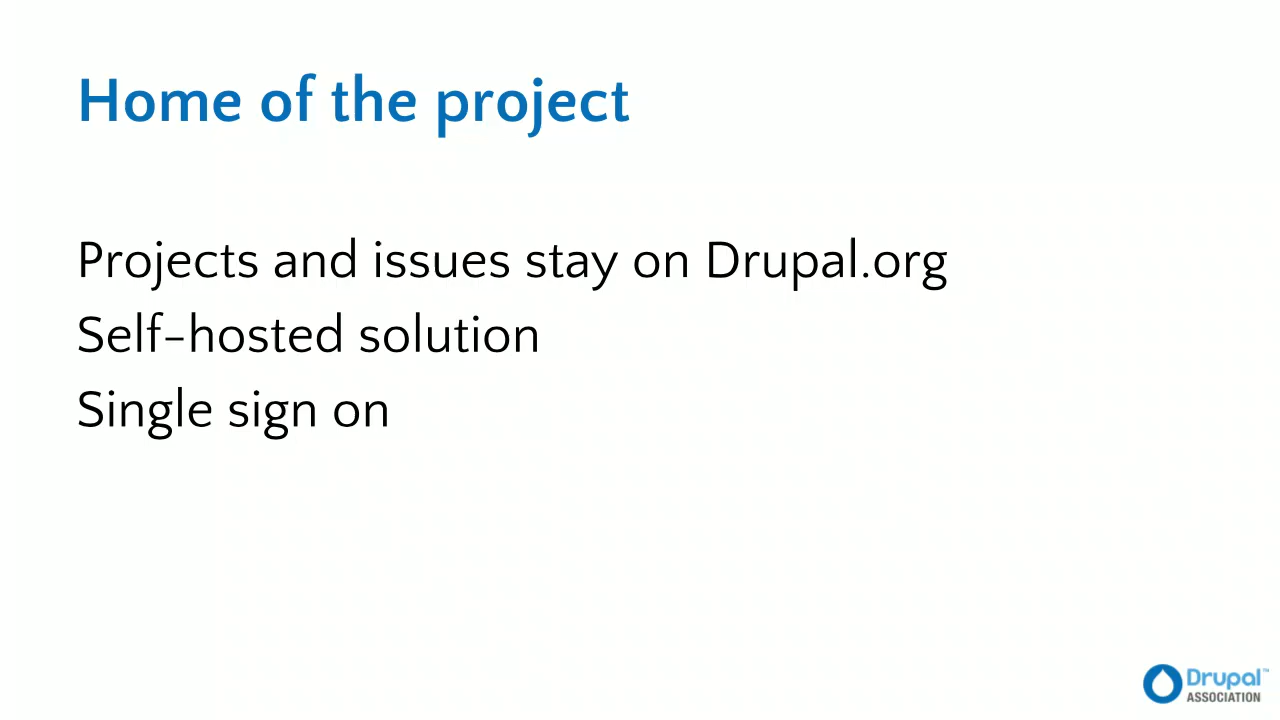 Home of the project
Projects and issues stay on Drupal.org
Self-hosted solution
Single sign on
Drupal™
ASSOCIATION